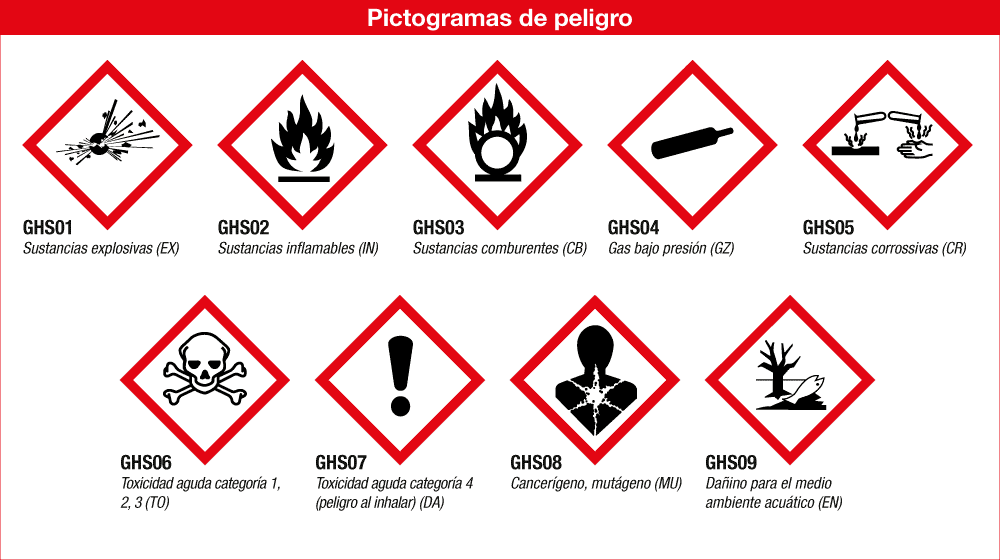 Pictogramas de peligro
GHS01
Sustancias explosivas (EX)
GHS02
Sustancias inflamables (IN)
GHS03
Sustancias comburentes (CB)
GHS04
Gas bajo presión (GZ)
GHS05
Sustancias corrossivas (CR)
GHS06
Toxicidad aguda categoría 1,
2, 3 (TO)
GHS07
Toxicidad aguda categoría 4
(peligro al inhalar) (DA)
GHS08
Cancerígeno, mutágeno (MU)
GHS09
Dañino para el medio
ambiente acuático (EN)